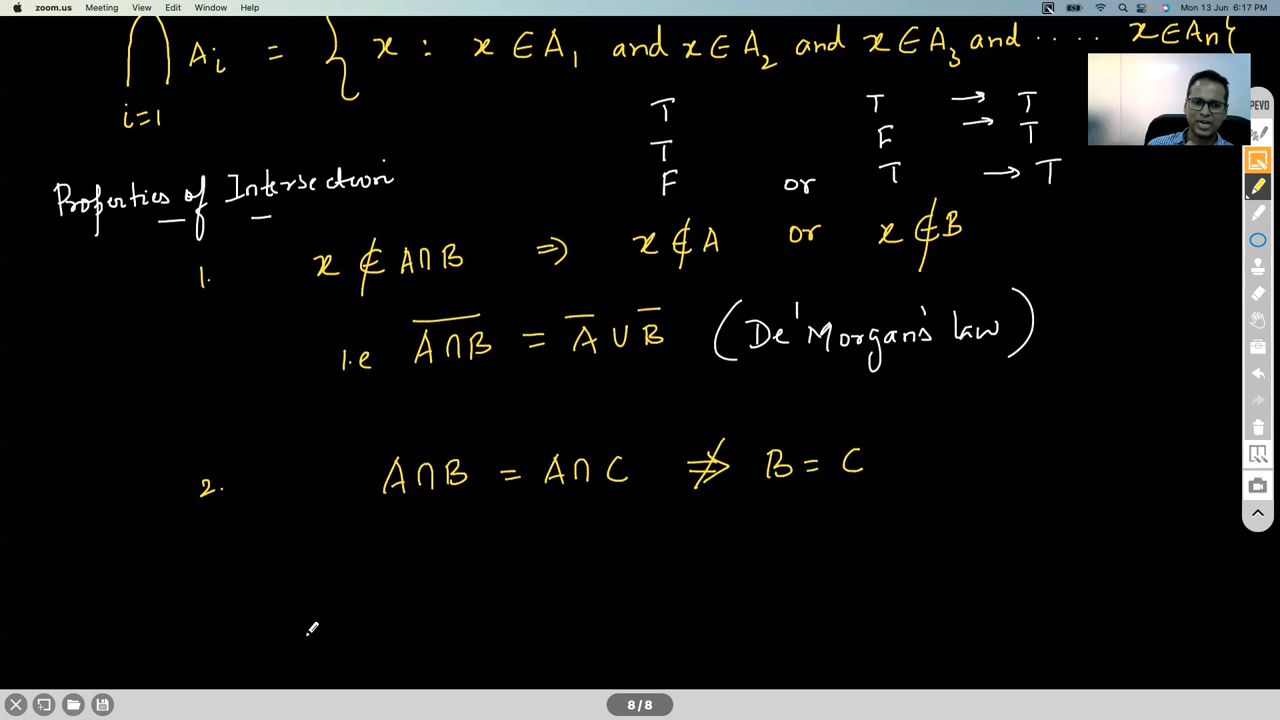 zoom.us Meeting View Edit Window Help Mon 13 Jun 6:17 PM
⋂ Aᵢ = { x : x ∈ A₁ and x ∈ A₂ and x ∈ A₃ and ..... x ∈ Aₙ}
i=1
T T → T
T F → T
F or T → T
Properties of Intersection
1. x ∉ A∩B ⇒ x ∉ A or x ∉ B
i.e A̅∩̅B̅ = A̅ ∪ B̅ (De'Morgan's law)
2. A∩B = A∩C ⇏ B = C
8/8